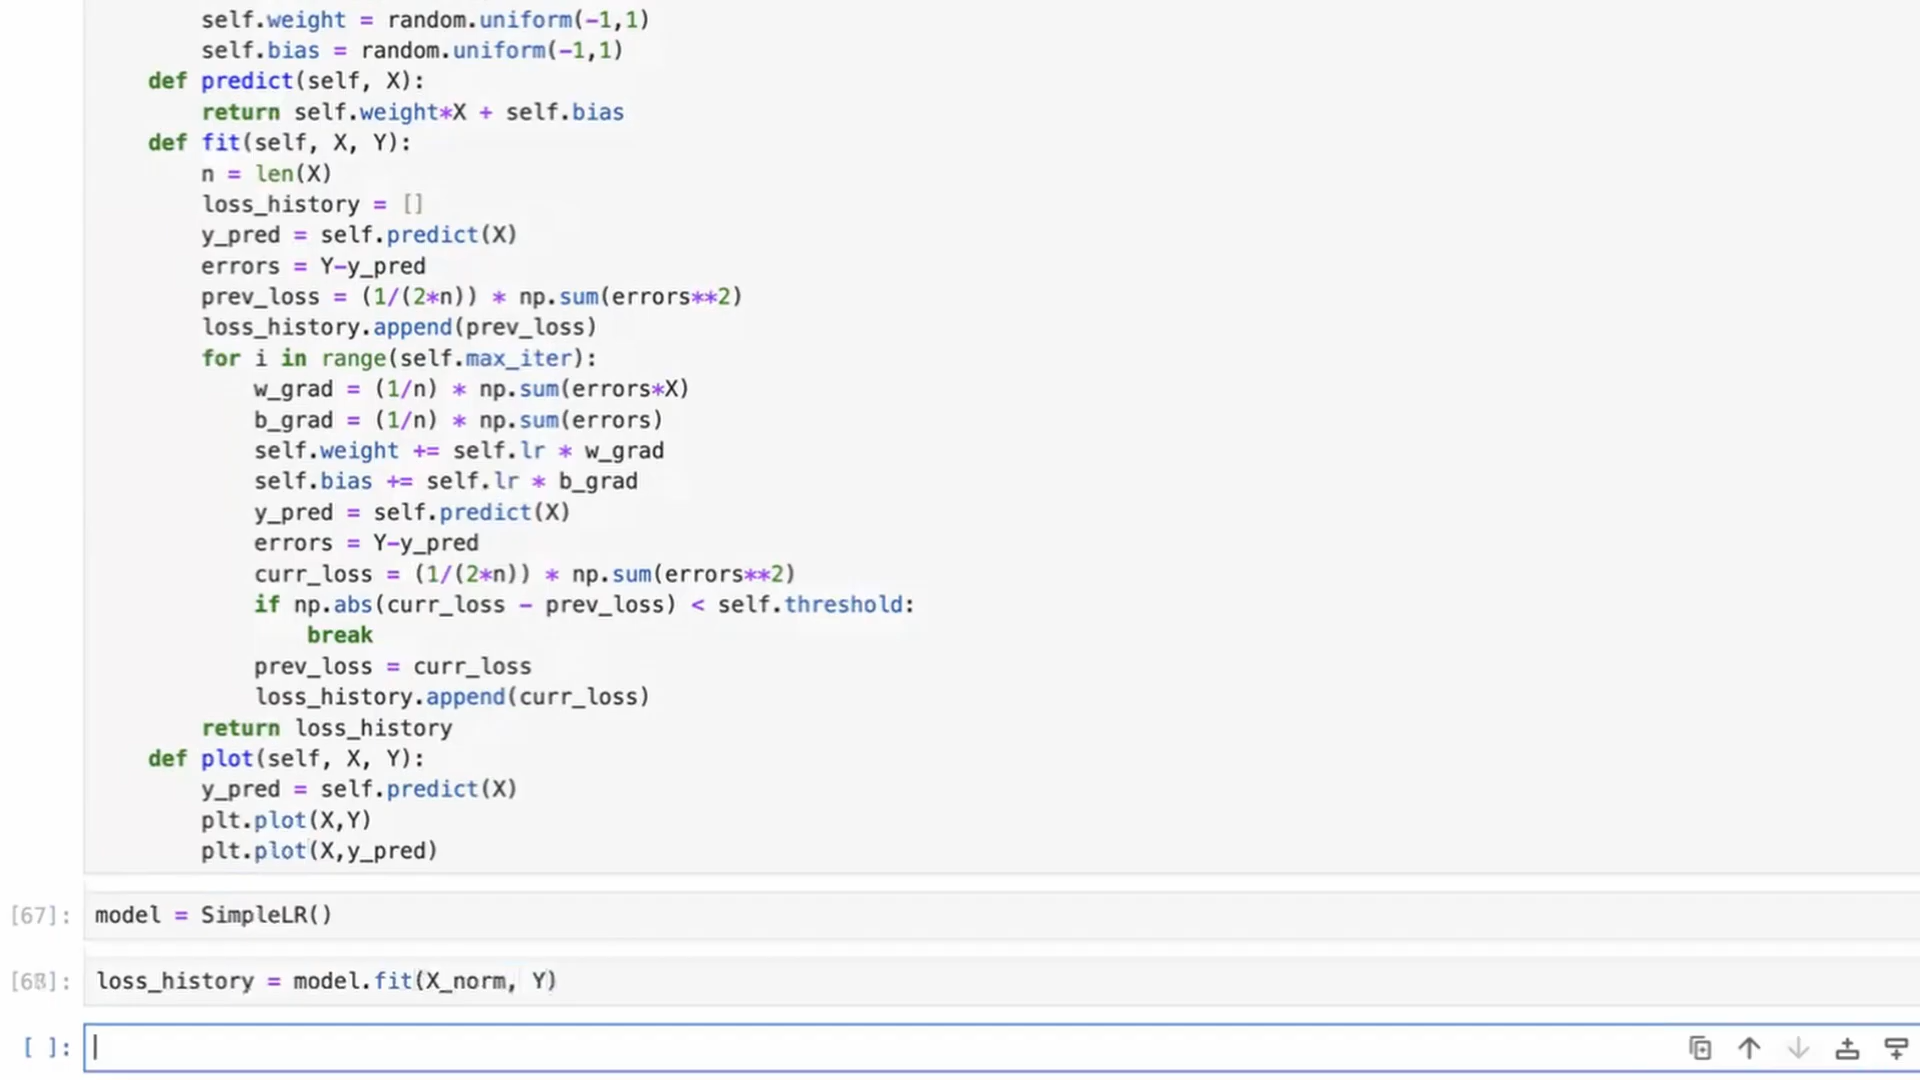 self.weight = random.uniform(-1,1)
self.bias = random.uniform(-1,1)
def predict(self, X):
return self.weight*X + self.bias
def fit(self, X, Y):
n = len(X)
loss_history = []
y_pred = self.predict(X)
errors = Y-y_pred
prev_loss = (1/(2*n)) * np.sum(errors**2)
loss_history.append(prev_loss)
for i in range(self.max_iter):
w_grad = (1/n) * np.sum(errors*X)
b_grad = (1/n) * np.sum(errors)
self.weight += self.lr * w_grad
self.bias += self.lr * b_grad
y_pred = self.predict(X)
errors = Y-y_pred
curr_loss = (1/(2*n)) * np.sum(errors**2)
if np.abs(curr_loss - prev_loss) < self.threshold:
break
prev_loss = curr_loss
loss_history.append(curr_loss)
return loss_history
def plot(self, X, Y):
y_pred = self.predict(X)
plt.plot(X,Y)
plt.plot(X,y_pred)
[67]: model = SimpleLR()
[68]: loss_history = model.fit(X_norm, Y)
[ ]: